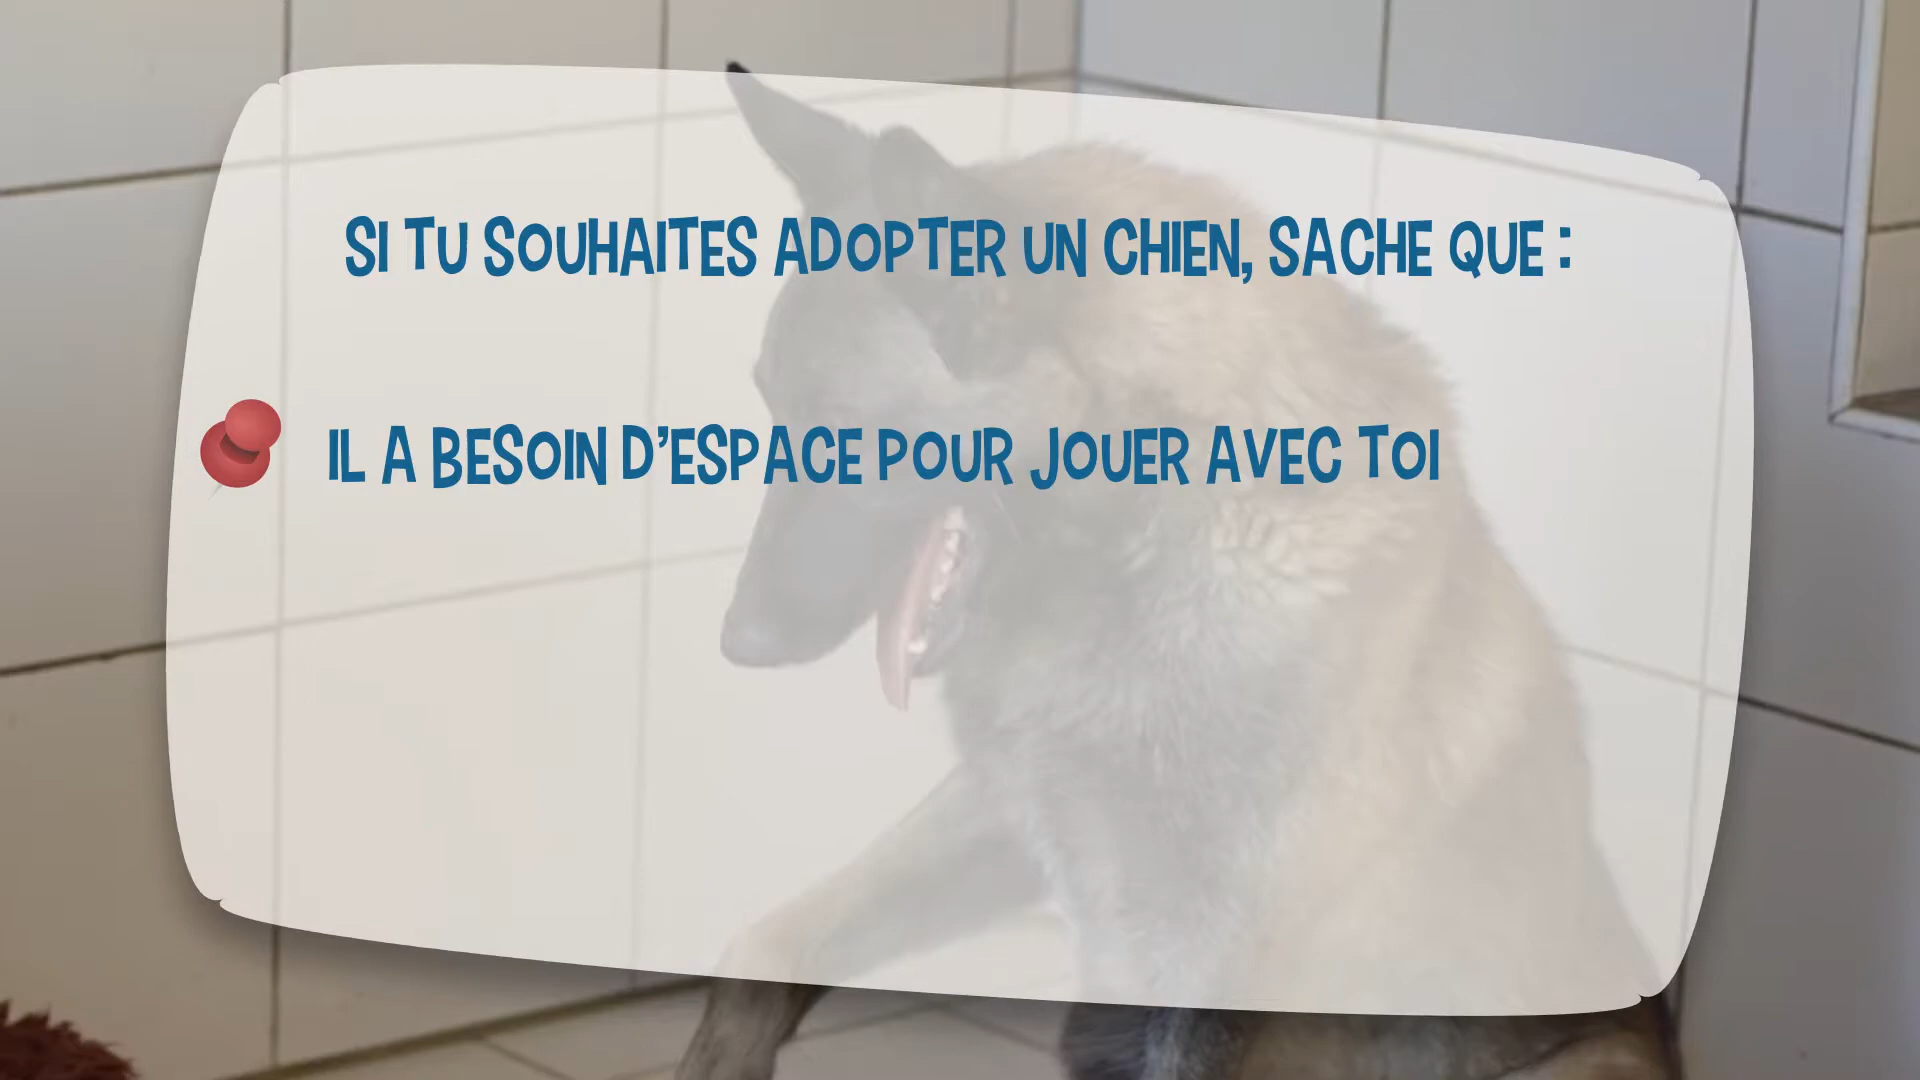 SI TU SOUHAITES ADOPTER UN CHIEN, SACHE QUE :
IL A BESOIN D'ESPACE POUR JOUER AVEC TOI